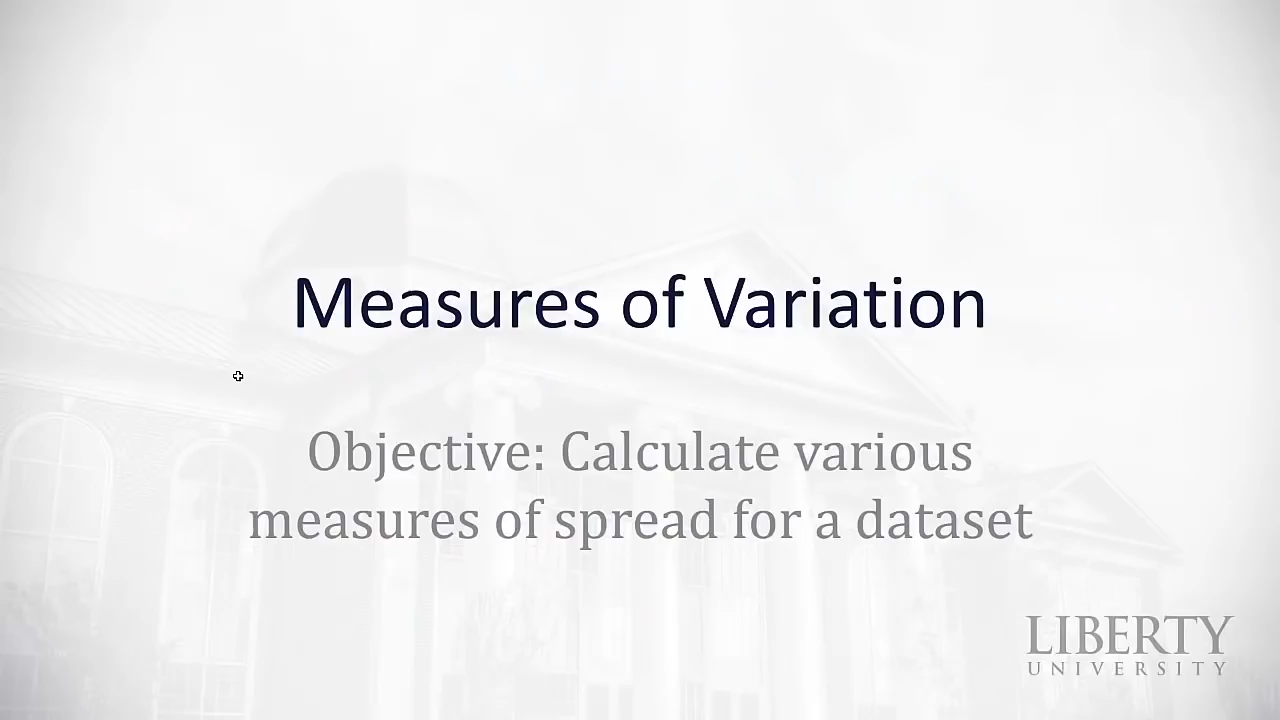 Measures of Variation
Objective: Calculate various
measures of spread for a dataset
LIBERTY
UNIVERSITY